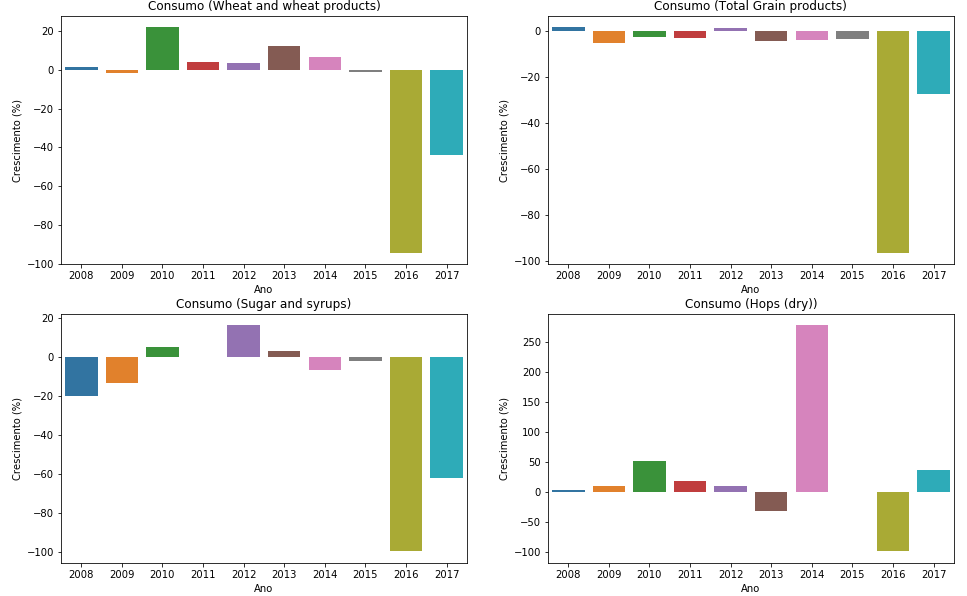 Consumo (Wheat and wheat products)
Crescimento (%)
20
0
−20
−40
−60
−80
−100
2008 2009 2010 2011 2012 2013 2014 2015 2016 2017
Ano
Consumo (Total Grain products)
Crescimento (%)
0
−20
−40
−60
−80
−100
2008 2009 2010 2011 2012 2013 2014 2015 2016 2017
Ano
Consumo (Sugar and syrups)
Crescimento (%)
20
0
−20
−40
−60
−80
−100
2008 2009 2010 2011 2012 2013 2014 2015 2016 2017
Ano
Consumo (Hops (dry))
Crescimento (%)
250
200
150
100
50
0
−50
−100
2008 2009 2010 2011 2012 2013 2014 2015 2016 2017
Ano